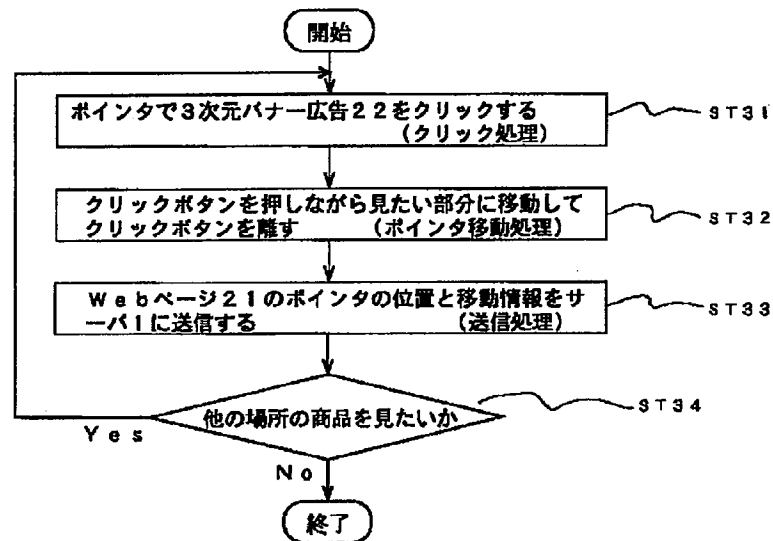 開始
ポインタで3次元バナー広告22をクリックする
(クリック処理)
ST31
クリックボタンを押しながら見たい部分に移動して
クリックボタンを離す (ポインタ移動処理)
ST32
Webページ21のポインタの位置と移動情報をサ
ーバ1に送信する (送信処理)
ST33
他の場所の商品を見たいか
ST34
Yes
No
終了